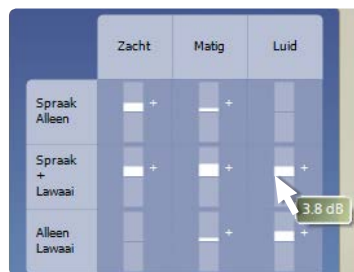 Zacht Matig Luid
Spraak
Alleen
+ +
Spraak
+
Lawaai
+ + +
3.8 dB
Alleen
Lawaai
+ +